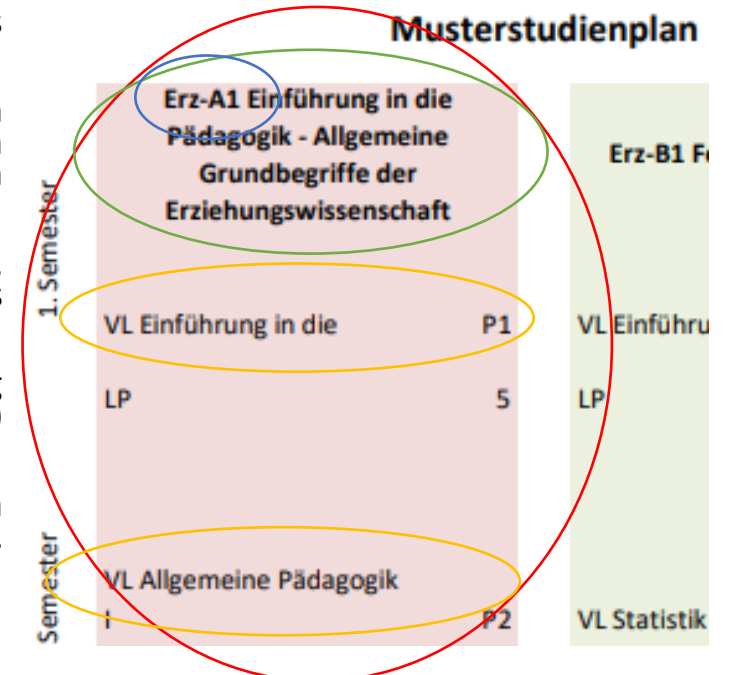 Musterstudienplan
Erz-A1 Einführung in die
Pädagogik - Allgemeine
Grundbegriffe der
Erziehungswissenschaft
Erz-B1
1. Semester
VL Einführung in die P1
VL
LP 5
LP
Semester
VL Allgemeine Pädagogik
I P2
VL Statistik